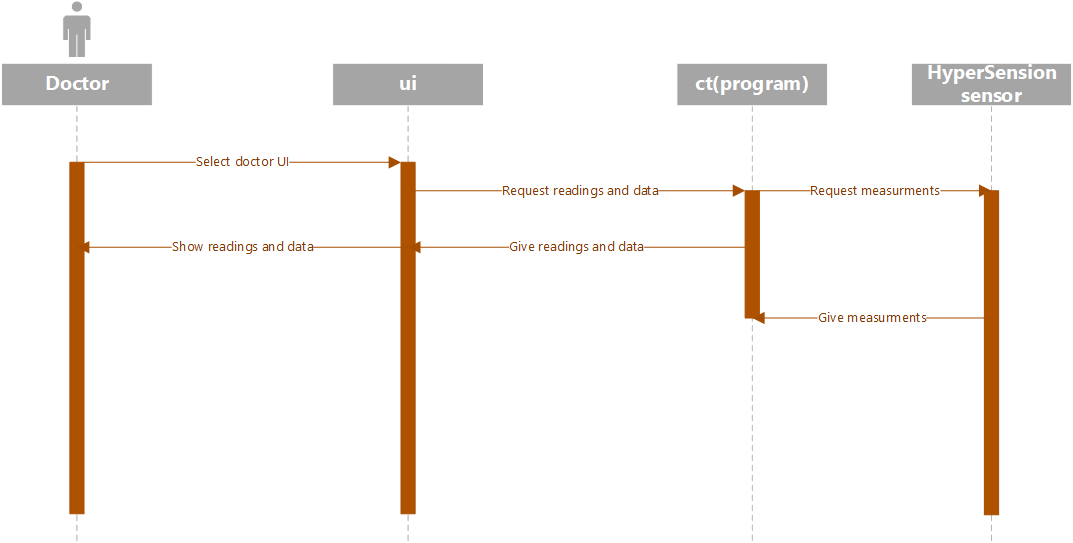 Doctor
ui
ct(program)
HyperSension
sensor
Select doctor UI
Request readings and data
Request measurments
Show readings and data
Give readings and data
Give measurments